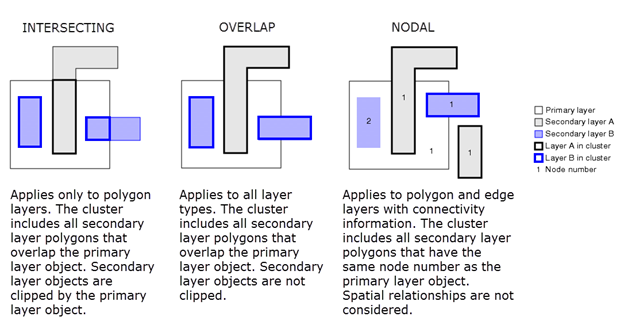 INTERSECTING
OVERLAP
NODAL
1
1
2
1
1
Primary layer
Secondary layer A
Secondary layer B
Layer A in cluster
Layer B in cluster
1 Node number
Applies only to polygon
layers. The cluster
includes all secondary
layer polygons that
overlap the primary
layer object. Secondary
layer objects are
clipped by the primary
layer object.
Applies to all layer
types. The cluster
includes all secondary
layer polygons that
overlap the primary
layer object. Secondary
layer objects are not
clipped.
Applies to polygon and edge
layers with connectivity
information. The cluster
includes all secondary layer
polygons that have the
same node number as the
primary layer object.
Spatial relationships are not
considered.